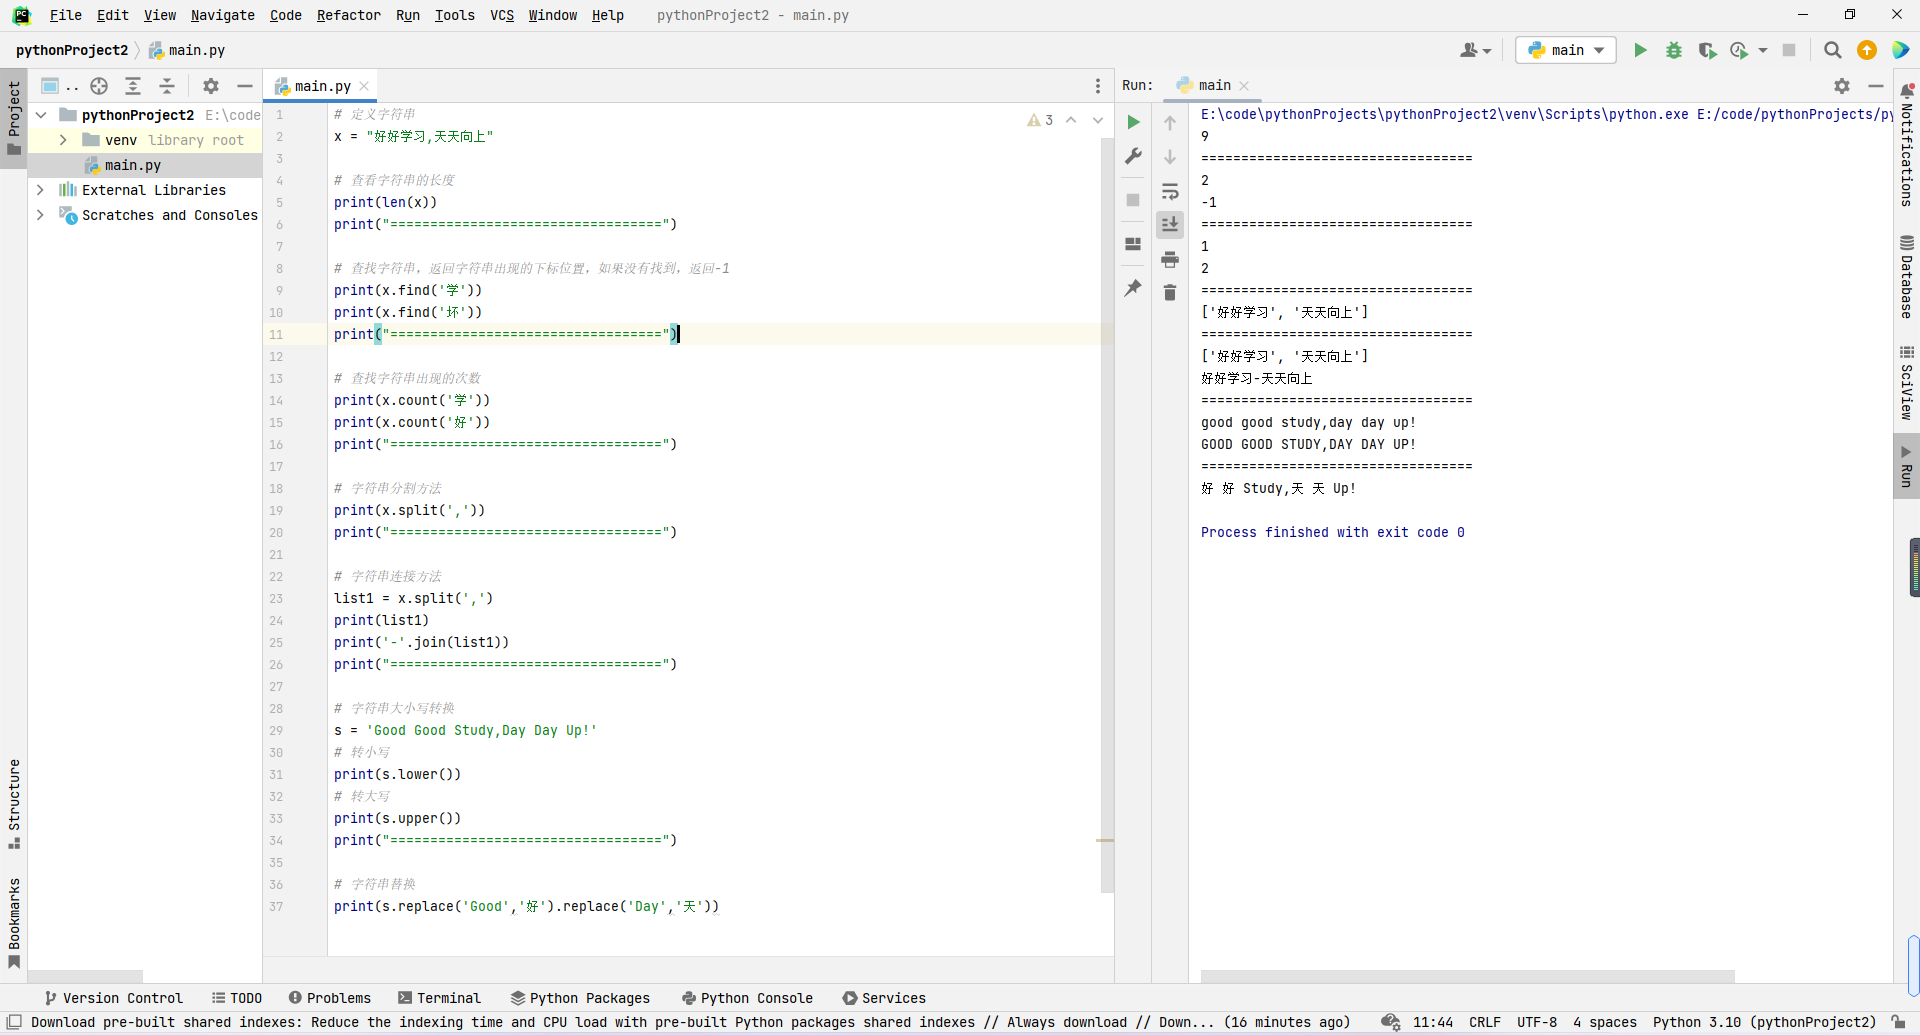 File Edit View Navigate Code Refactor Run Tools VCS Window Help pythonProject2 - main.py
pythonProject2 main.py
main
Project
..
pythonProject2 E:\code
venv library root
main.py
External Libraries
Scratches and Consoles
Structure
Bookmarks
main.py
3
1 # 定义字符串
2 x = "好好学习,天天向上"
3
4 # 查看字符串的长度
5 print(len(x))
6 print("==================================")
7
8 # 查找字符串，返回字符串出现的下标位置，如果没有找到，返回-1
9 print(x.find('学'))
10 print(x.find('坏'))
11 print("==================================")
12
13 # 查找字符串出现的次数
14 print(x.count('学'))
15 print(x.count('好'))
16 print("==================================")
17
18 # 字符串分割方法
19 print(x.split(','))
20 print("==================================")
21
22 # 字符串连接方法
23 list1 = x.split(',')
24 print(list1)
25 print('-'.join(list1))
26 print("==================================")
27
28 # 字符串大小写转换
29 s = 'Good Good Study,Day Day Up!'
30 # 转小写
31 print(s.lower())
32 # 转大写
33 print(s.upper())
34 print("==================================")
35
36 # 字符串替换
37 print(s.replace('Good','好').replace('Day','天'))
Run: main
E:\code\pythonProjects\pythonProject2\venv\Scripts\python.exe E:/code/pythonProjects/py
9
==================================
2
-1
==================================
1
2
==================================
['好好学习', '天天向上']
==================================
['好好学习', '天天向上']
好好学习-天天向上
==================================
good good study,day day up!
GOOD GOOD STUDY,DAY DAY UP!
==================================
好 好 Study,天 天 Up!
Process finished with exit code 0
Notifications
Database
SciView
Run
Version Control TODO Problems Terminal Python Packages Python Console Services
Download pre-built shared indexes: Reduce the indexing time and CPU load with pre-built Python packages shared indexes // Always download // Down... (16 minutes ago) 11:44 CRLF UTF-8 4 spaces Python 3.10 (pythonProject2)